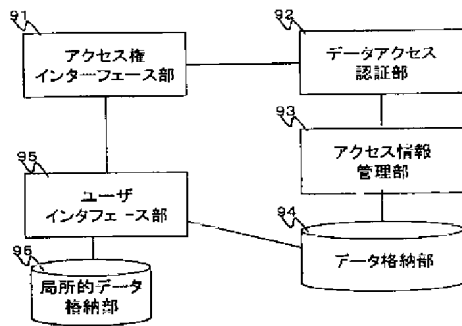 91
アクセス権
インターフェース部
92
データアクセス
認証部
93
アクセス情報
管理部
95
ユーザ
インタフェース部
94
データ格納部
96
局所的データ
格納部